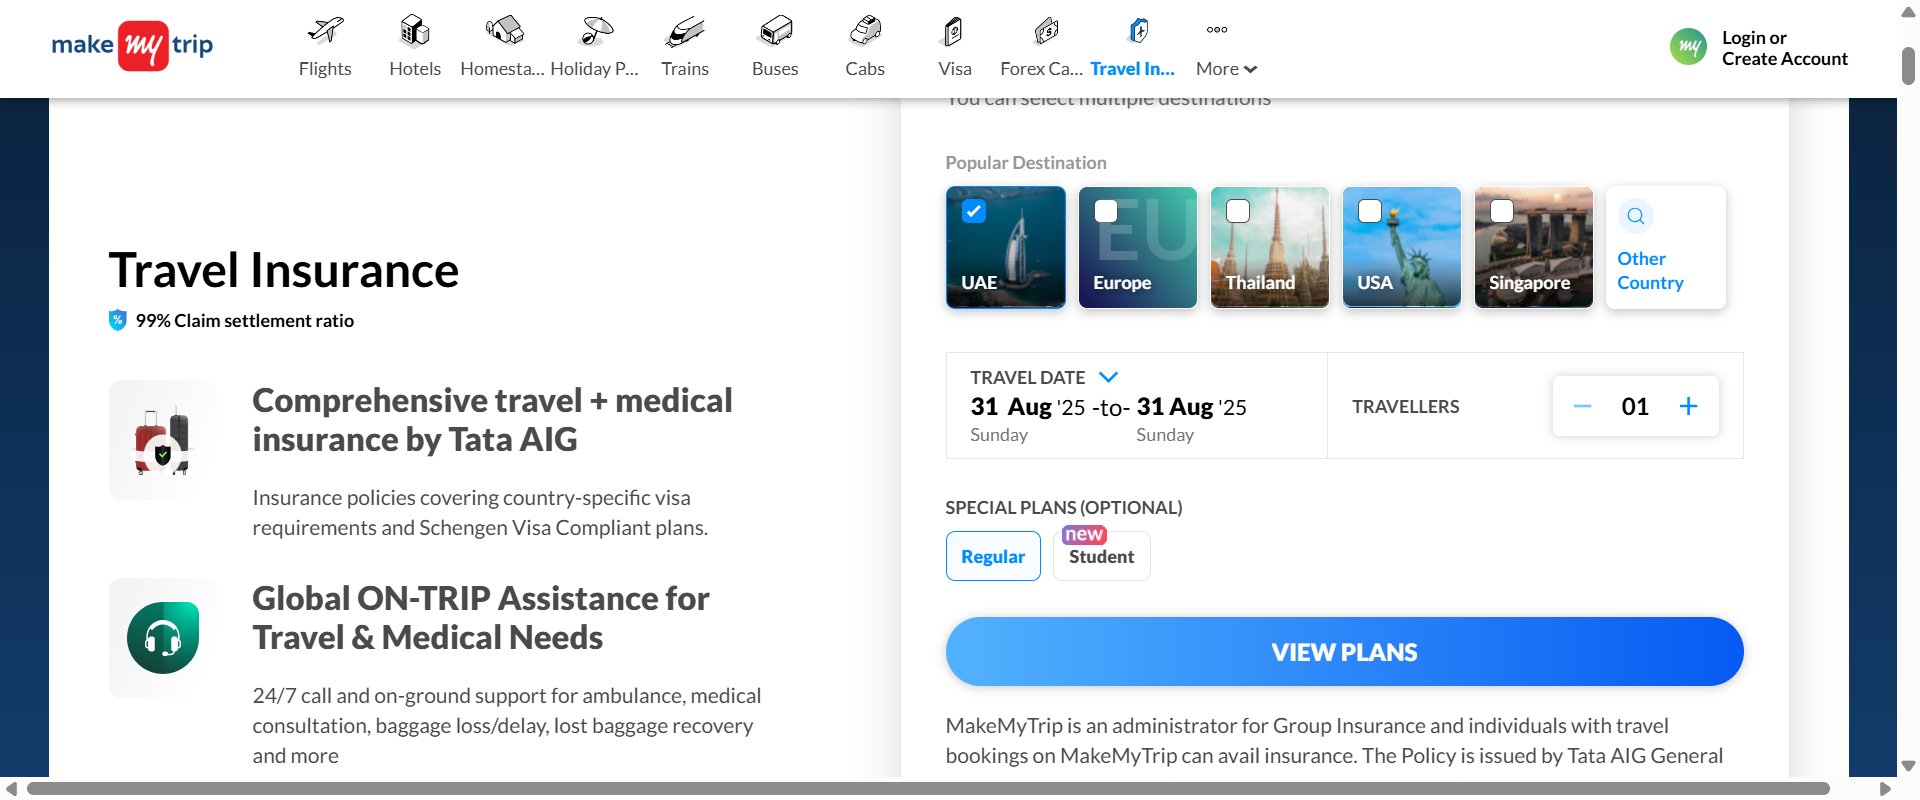 make my trip
Flights
Hotels
Homesta...
Holiday P...
Trains
Buses
Cabs
Visa
Forex Ca...
Travel In...
More
my
Login or
Create Account
You can select multiple destinations
Popular Destination
UAE
EU
Europe
Thailand
USA
Singapore
Other
Country
Travel Insurance
% 99% Claim settlement ratio
TRAVEL DATE
31 Aug '25 -to- 31 Aug '25
Sunday Sunday
TRAVELLERS
01
Comprehensive travel + medical
insurance by Tata AIG
Insurance policies covering country-specific visa
requirements and Schengen Visa Compliant plans.
SPECIAL PLANS (OPTIONAL)
Regular
new
Student
Global ON-TRIP Assistance for
Travel & Medical Needs
24/7 call and on-ground support for ambulance, medical
consultation, baggage loss/delay, lost baggage recovery
and more
VIEW PLANS
MakeMyTrip is an administrator for Group Insurance and individuals with travel
bookings on MakeMyTrip can avail insurance. The Policy is issued by Tata AIG General